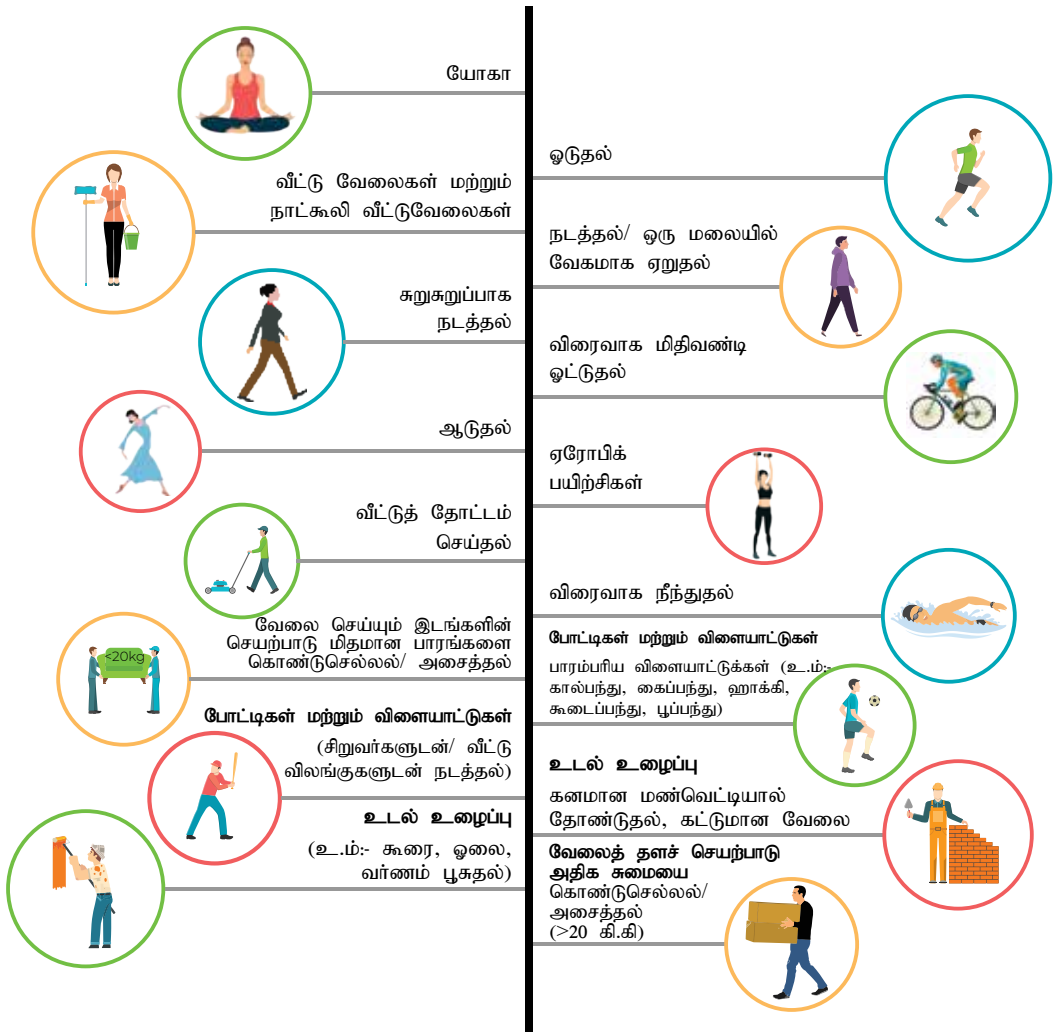 யோகா
வீட்டு வேலைகள் மற்றும்
நாட்கூலி வீட்டுவேலைகள்
சுறுசுறுப்பாக
நடத்தல்
ஆடுதல்
வீட்டுத் தோட்டம்
செய்தல்
வேலை செய்யும் இடங்களின்
செயற்பாடு மிதமான பாரங்களை
கொண்டுசெல்லல்/ அசைத்தல்
<20kg
போட்டிகள் மற்றும் விளையாட்டுகள்
(சிறுவர்களுடன்/ வீட்டு
விலங்குகளுடன் நடத்தல்)
உடல் உழைப்பு
(உ.ம்:- கூரை, ஓலை,
வர்ணம் பூசுதல்)
ஓடுதல்
நடத்தல்/ ஒரு மலையில்
வேகமாக ஏறுதல்
விரைவாக மிதிவண்டி
ஓட்டுதல்
ஏரோபிக்
பயிற்சிகள்
விரைவாக நீந்துதல்
போட்டிகள் மற்றும் விளையாட்டுகள்
பாரம்பரிய விளையாட்டுக்கள் (உ.ம்:-
கால்பந்து, கைப்பந்து, ஹாக்கி,
கூடைப்பந்து, பூப்பந்து)
உடல் உழைப்பு
கனமான மண்வெட்டியால்
தோண்டுதல், கட்டுமான வேலை
வேலைத் தளச் செயற்பாடு
அதிக சுமையை
கொண்டுசெல்லல்/
அசைத்தல்
(>20 கி.கி)